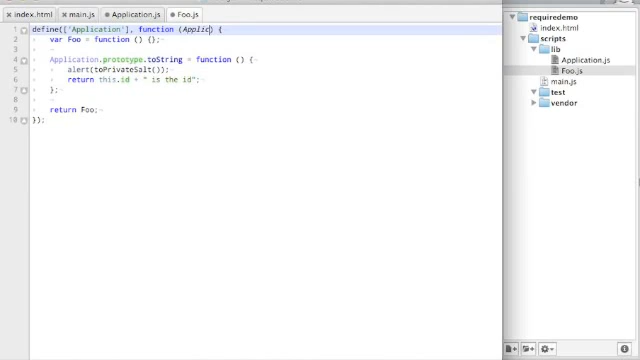 index.html
main.js
Application.js
Foo.js
1 define(['Application'], function (Applic) {
2 var Foo = function () {};
3
4 Application.prototype.toString = function () {
5 alert(toPrivateSalt());
6 return this.id + " is the id";
7 };
8
9 return Foo;
10 });
requiredemo
index.html
scripts
lib
Application.js
Foo.js
main.js
test
vendor